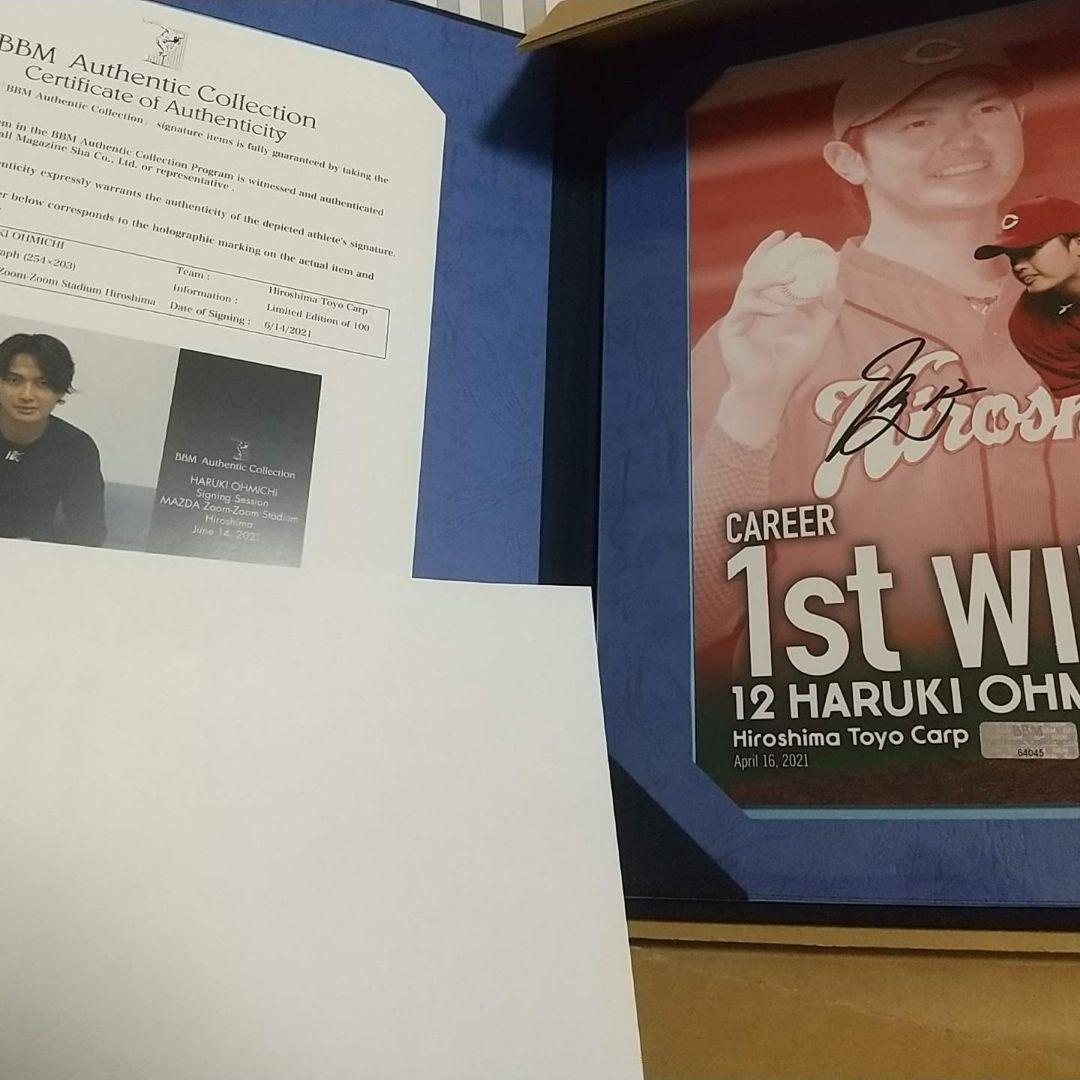 BBM Authentic Collection
Certificate of Authenticity
"BBM Authentic Collection" signature items is fully guaranteed by taking the
em in the BBM Authentic Collection Program is witnessed and authenticated
all Magazine Sha Co., Ltd. or representative .
enticity expressly warrants the authenticity of the depicted athlete's signature.
er below corresponds to the holographic marking on the actual item and
KI OHMICHI
aph (254×203)
Zoom-Zoom Stadium Hiroshima
Team : Hiroshima Toyo Carp
Information : Limited Edition of 100
Date of Signing : 6/14/2021
BBM Authentic Collection
HARUKI OHMICHI
Signing Session
MAZDA Zoom-Zoom Stadium
Hiroshima
June 14, 2021
C
C
Hirosh
CAREER
1st WI
12 HARUKI OHM
Hiroshima Toyo Carp
BBM
64045
April 16, 2021